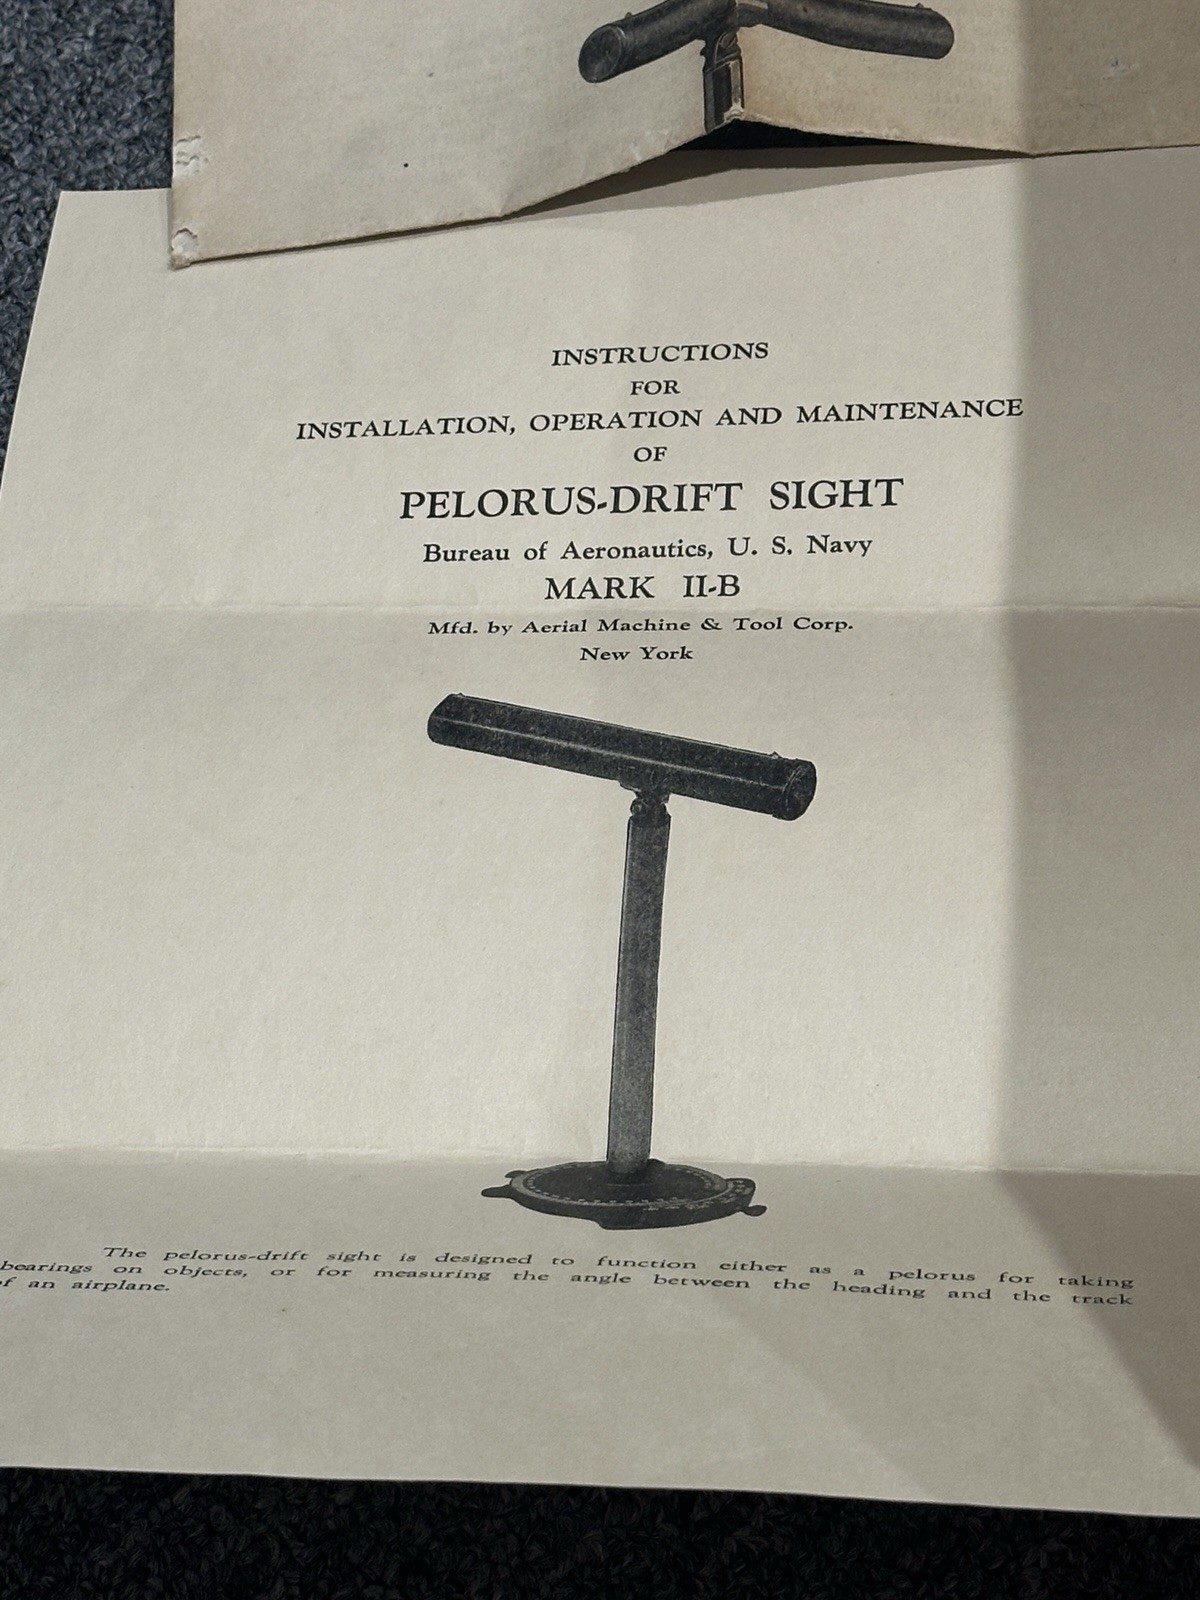 INSTRUCTIONS
FOR
INSTALLATION, OPERATION AND MAINTENANCE
OF
PELORUS-DRIFT SIGHT
Bureau of Aeronautics, U. S. Navy
MARK II-B
Mfd. by Aerial Machine & Tool Corp.
New York
The pelorus-drift sight is designed to function either as a pelorus for taking
bearings on objects, or for measuring the angle between the heading and the track
of an airplane.